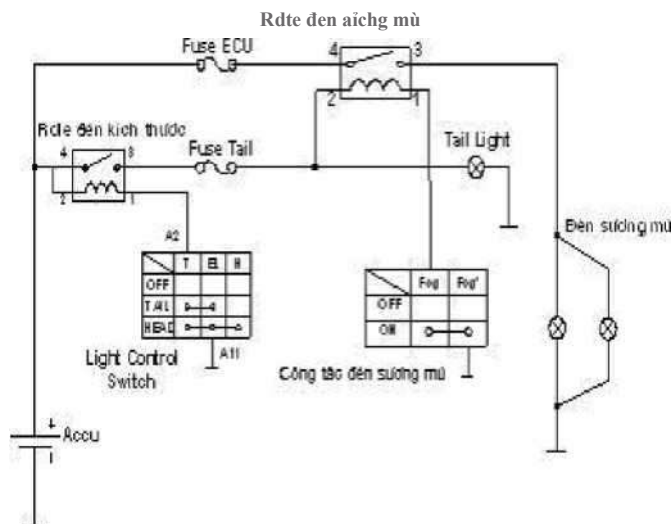 Rdte đen aỉchg mù
Fuse ECU
4 3
2 1
Rơle đèn kích thước
4 3
2 1
Fuse Tail
Tail Light
Đèn sương mù
A2
T EL H
OFF
TAIL
HEAD
A11
Light Control
Switch
Fog Fog'
OFF
ON
Công tắc đèn sương mù
+
Accu